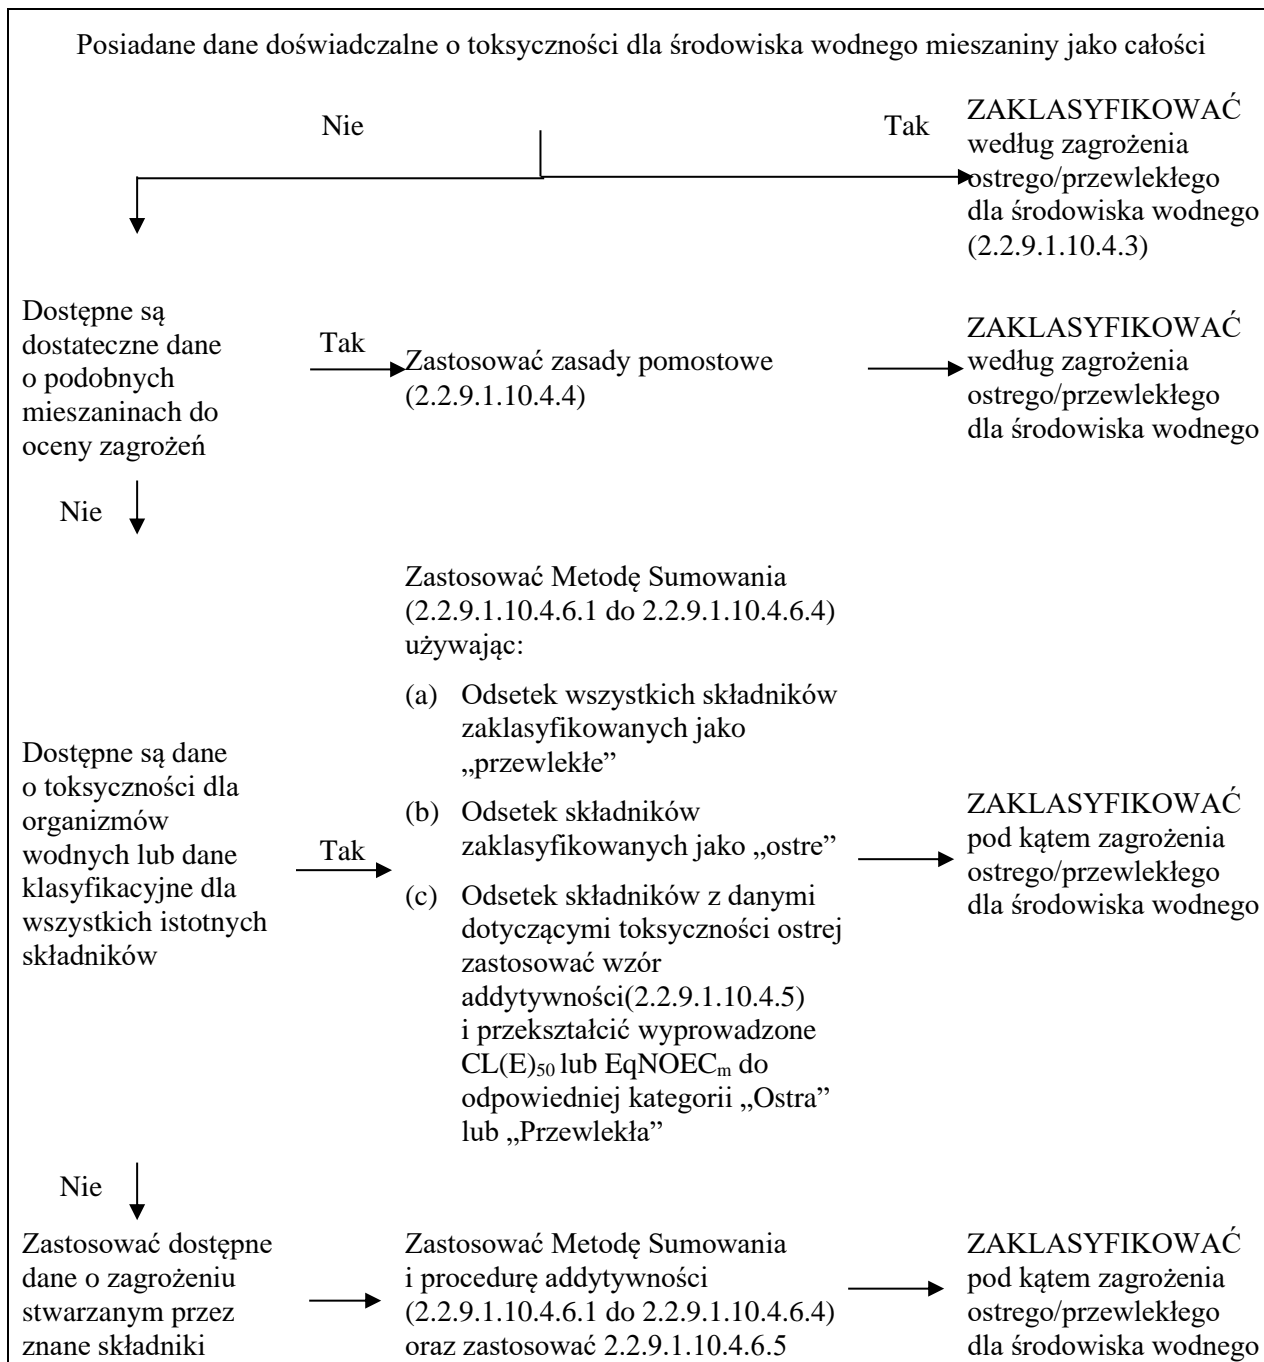 Posiadane dane doświadczalne o toksyczności dla środowiska wodnego mieszaniny jako całości
Nie
Tak
ZAKLASYFIKOWAĆ
według zagrożenia
ostrego/przewlekłego
dla środowiska wodnego
(2.2.9.1.10.4.3)
Dostępne są
dostateczne dane
o podobnych
mieszaninach do
oceny zagrożeń
Tak
Zastosować zasady pomostowe
(2.2.9.1.10.4.4)
ZAKLASYFIKOWAĆ
według zagrożenia
ostrego/przewlekłego
dla środowiska wodnego
Nie
Dostępne są dane
o toksyczności dla
organizmów
wodnych lub dane
klasyfikacyjne dla
wszystkich istotnych
składników
Tak
Zastosować Metodę Sumowania
(2.2.9.1.10.4.6.1 do 2.2.9.1.10.4.6.4)
używając:
(a) Odsetek wszystkich składników
zaklasyfikowanych jako
„przewlekłe”
(b) Odsetek składników
zaklasyfikowanych jako „ostre”
(c) Odsetek składników z danymi
dotyczącymi toksyczności ostrej
zastosować wzór
addytywności(2.2.9.1.10.4.5)
i przekształcić wyprowadzone
CL(E)₅₀ lub EqNOECₘ do
odpowiedniej kategorii „Ostra”
lub „Przewlekła”
ZAKLASYFIKOWAĆ
pod kątem zagrożenia
ostrego/przewlekłego
dla środowiska wodnego
Nie
Zastosować dostępne
dane o zagrożeniu
stwarzanym przez
znane składniki
Zastosować Metodę Sumowania
i procedurę addytywności
(2.2.9.1.10.4.6.1 do 2.2.9.1.10.4.6.4)
oraz zastosować 2.2.9.1.10.4.6.5
ZAKLASYFIKOWAĆ
pod kątem zagrożenia
ostrego/przewlekłego
dla środowiska wodnego